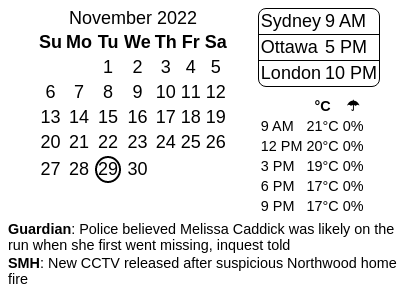 November 2022
Su Mo Tu We Th Fr Sa
1 2 3 4 5
6 7 8 9 10 11 12
13 14 15 16 17 18 19
20 21 22 23 24 25 26
27 28 29 30
Sydney 9 AM
Ottawa 5 PM
London 10 PM
°C ☂
9 AM 21°C 0%
12 PM 20°C 0%
3 PM 19°C 0%
6 PM 17°C 0%
9 PM 17°C 0%
Guardian: Police believed Melissa Caddick was likely on the
run when she first went missing, inquest told
SMH: New CCTV released after suspicious Northwood home
fire